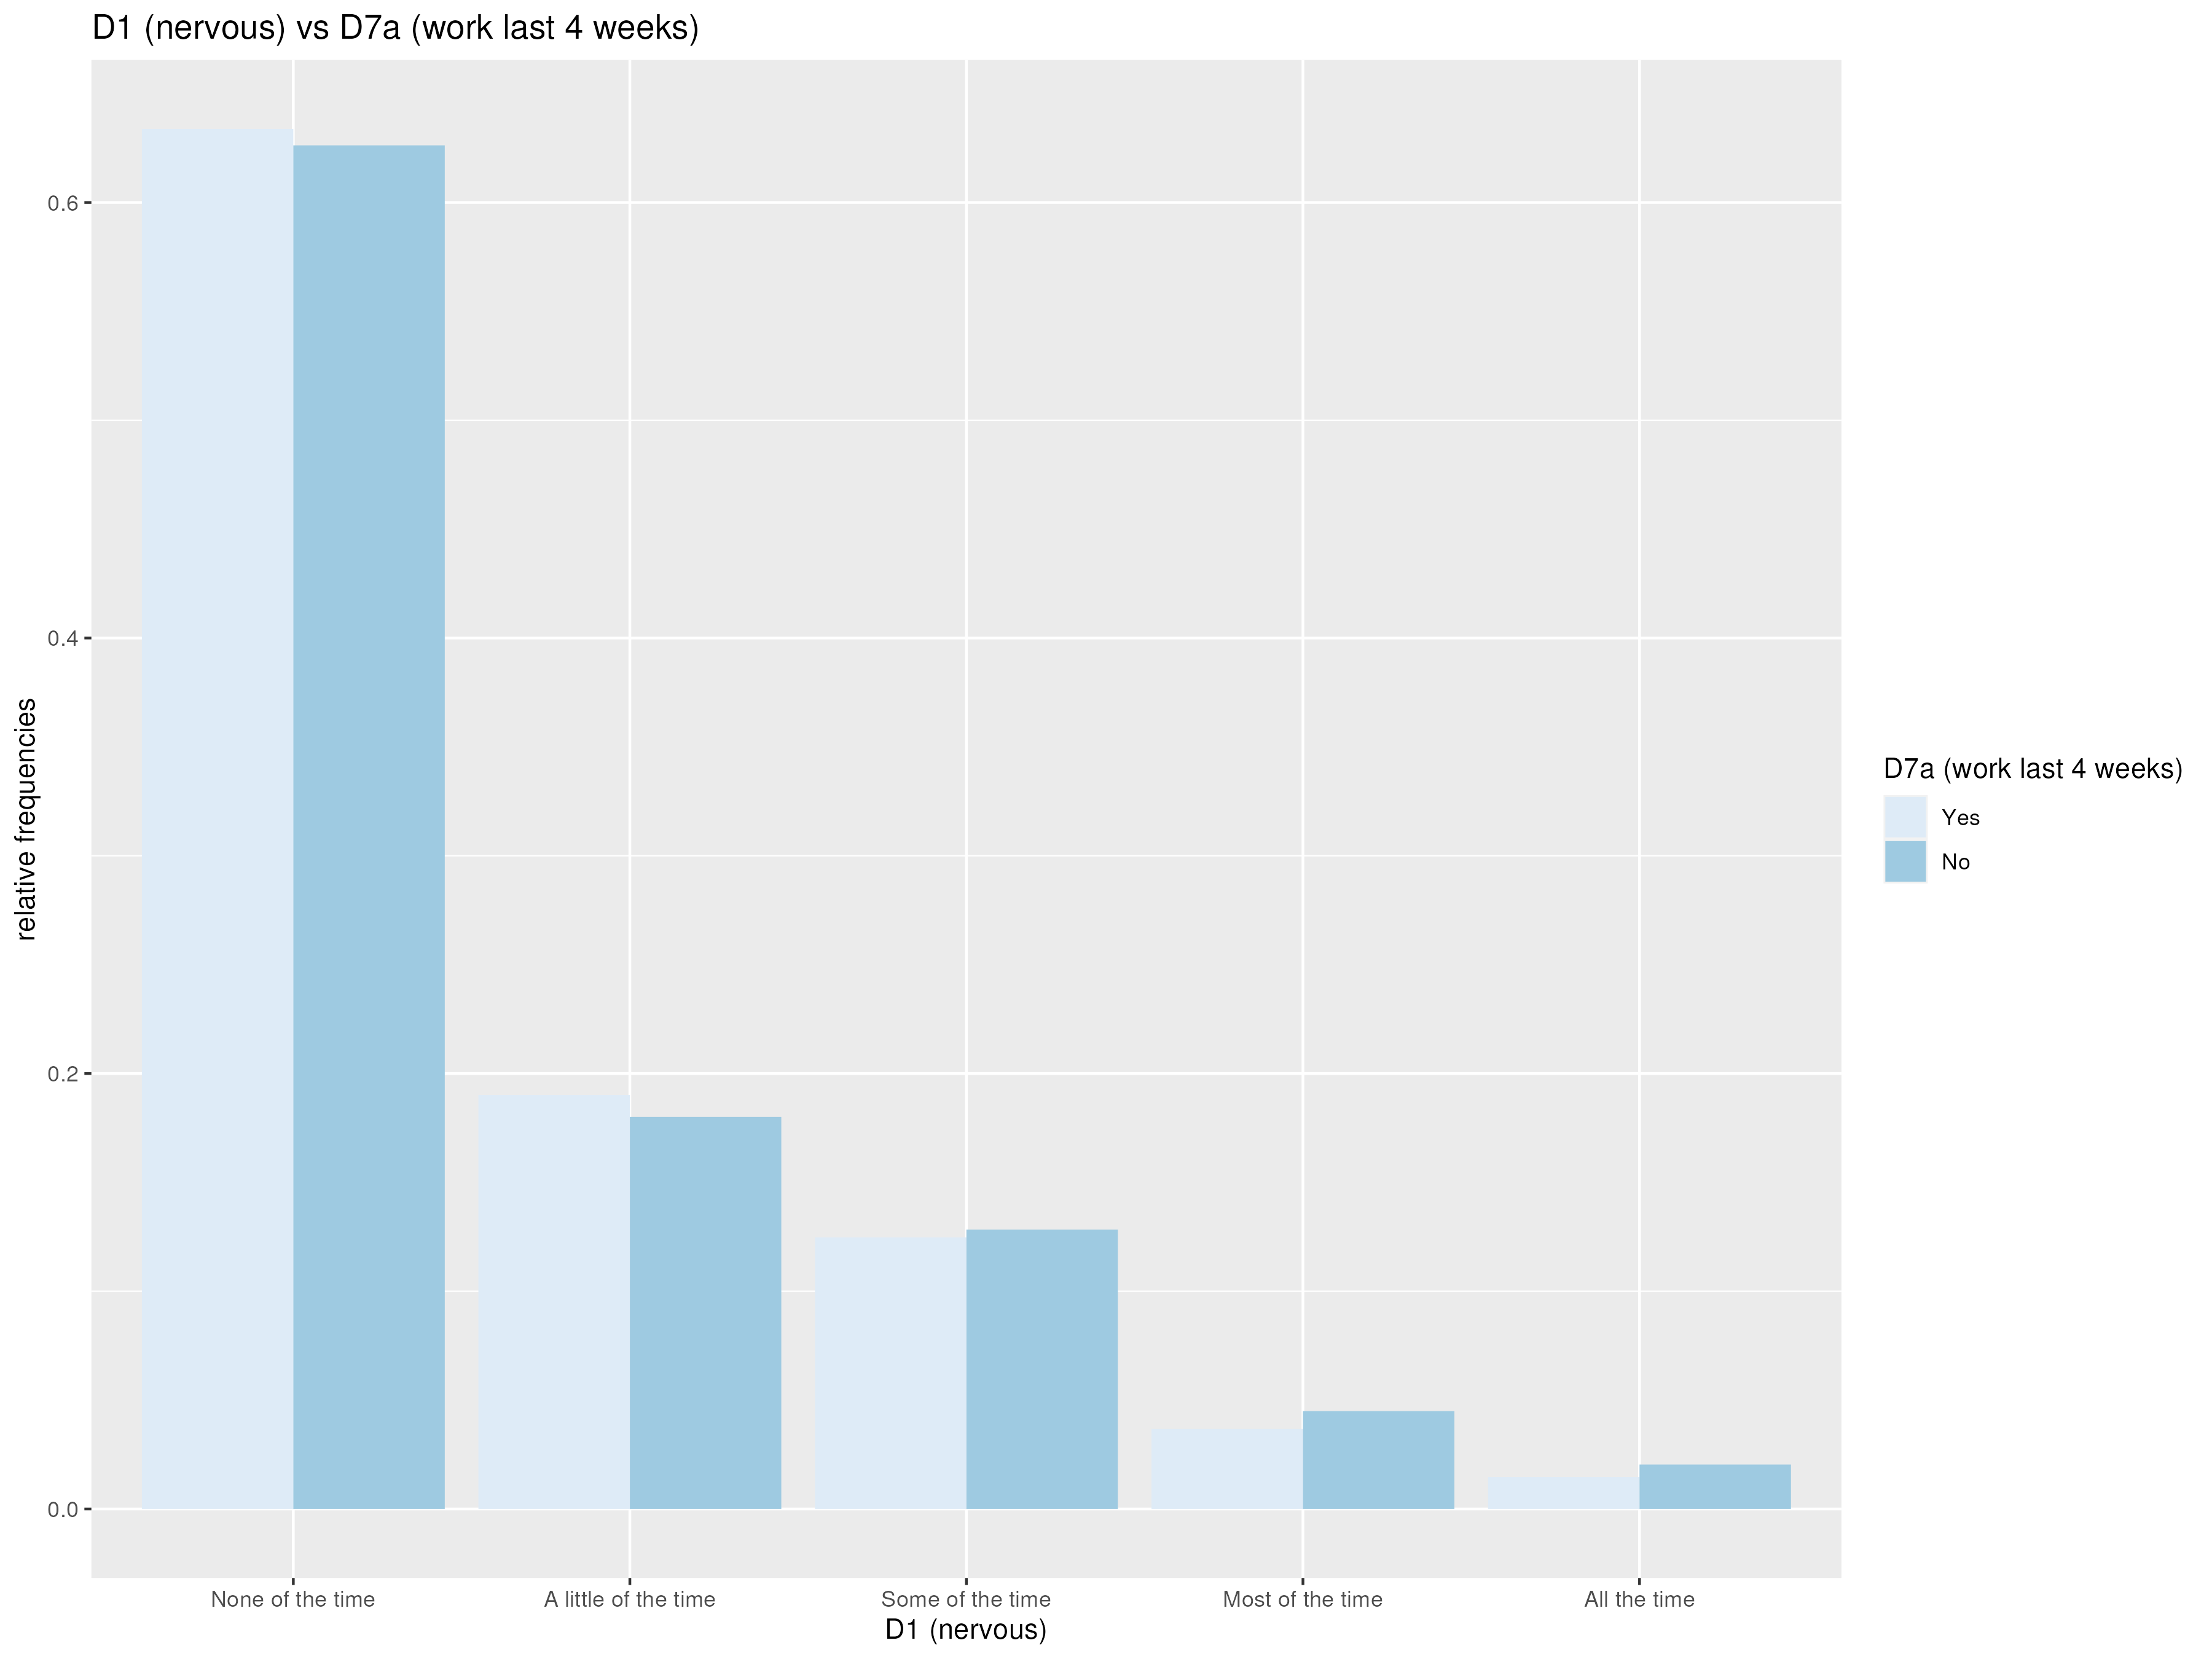 D1 (nervous) vs D7a (work last 4 weeks)
relative frequencies
0.6
0.4
0.2
0.0
None of the time
A little of the time
Some of the time
Most of the time
All the time
D1 (nervous)
D7a (work last 4 weeks)
Yes
No